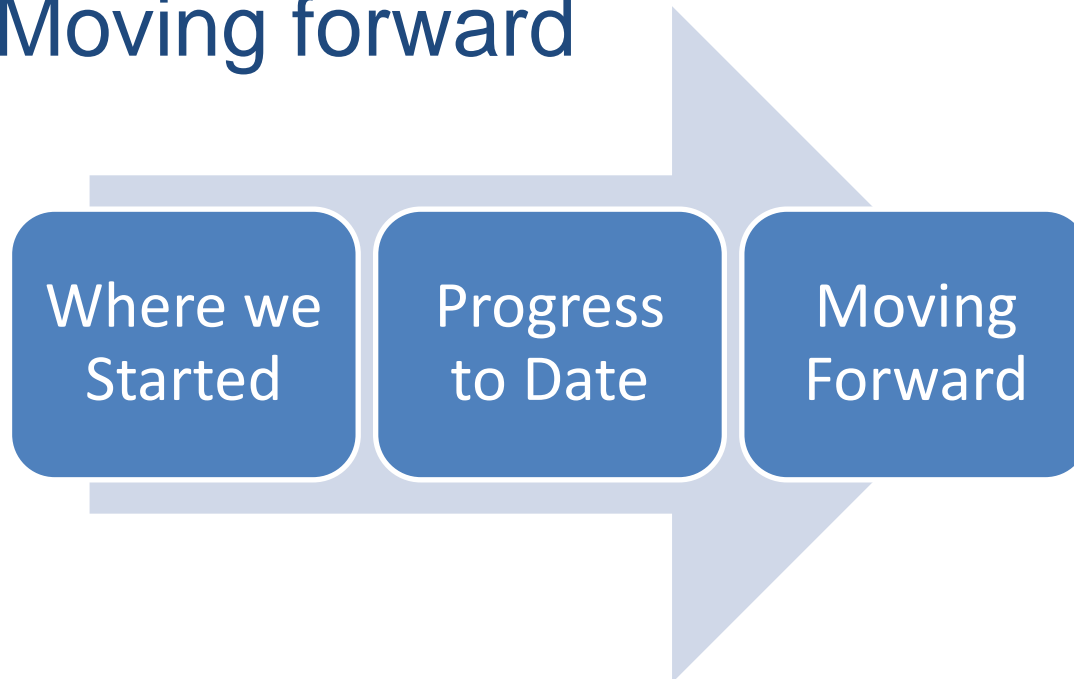 Moving forward
Where we
Started
Progress
to Date
Moving
Forward